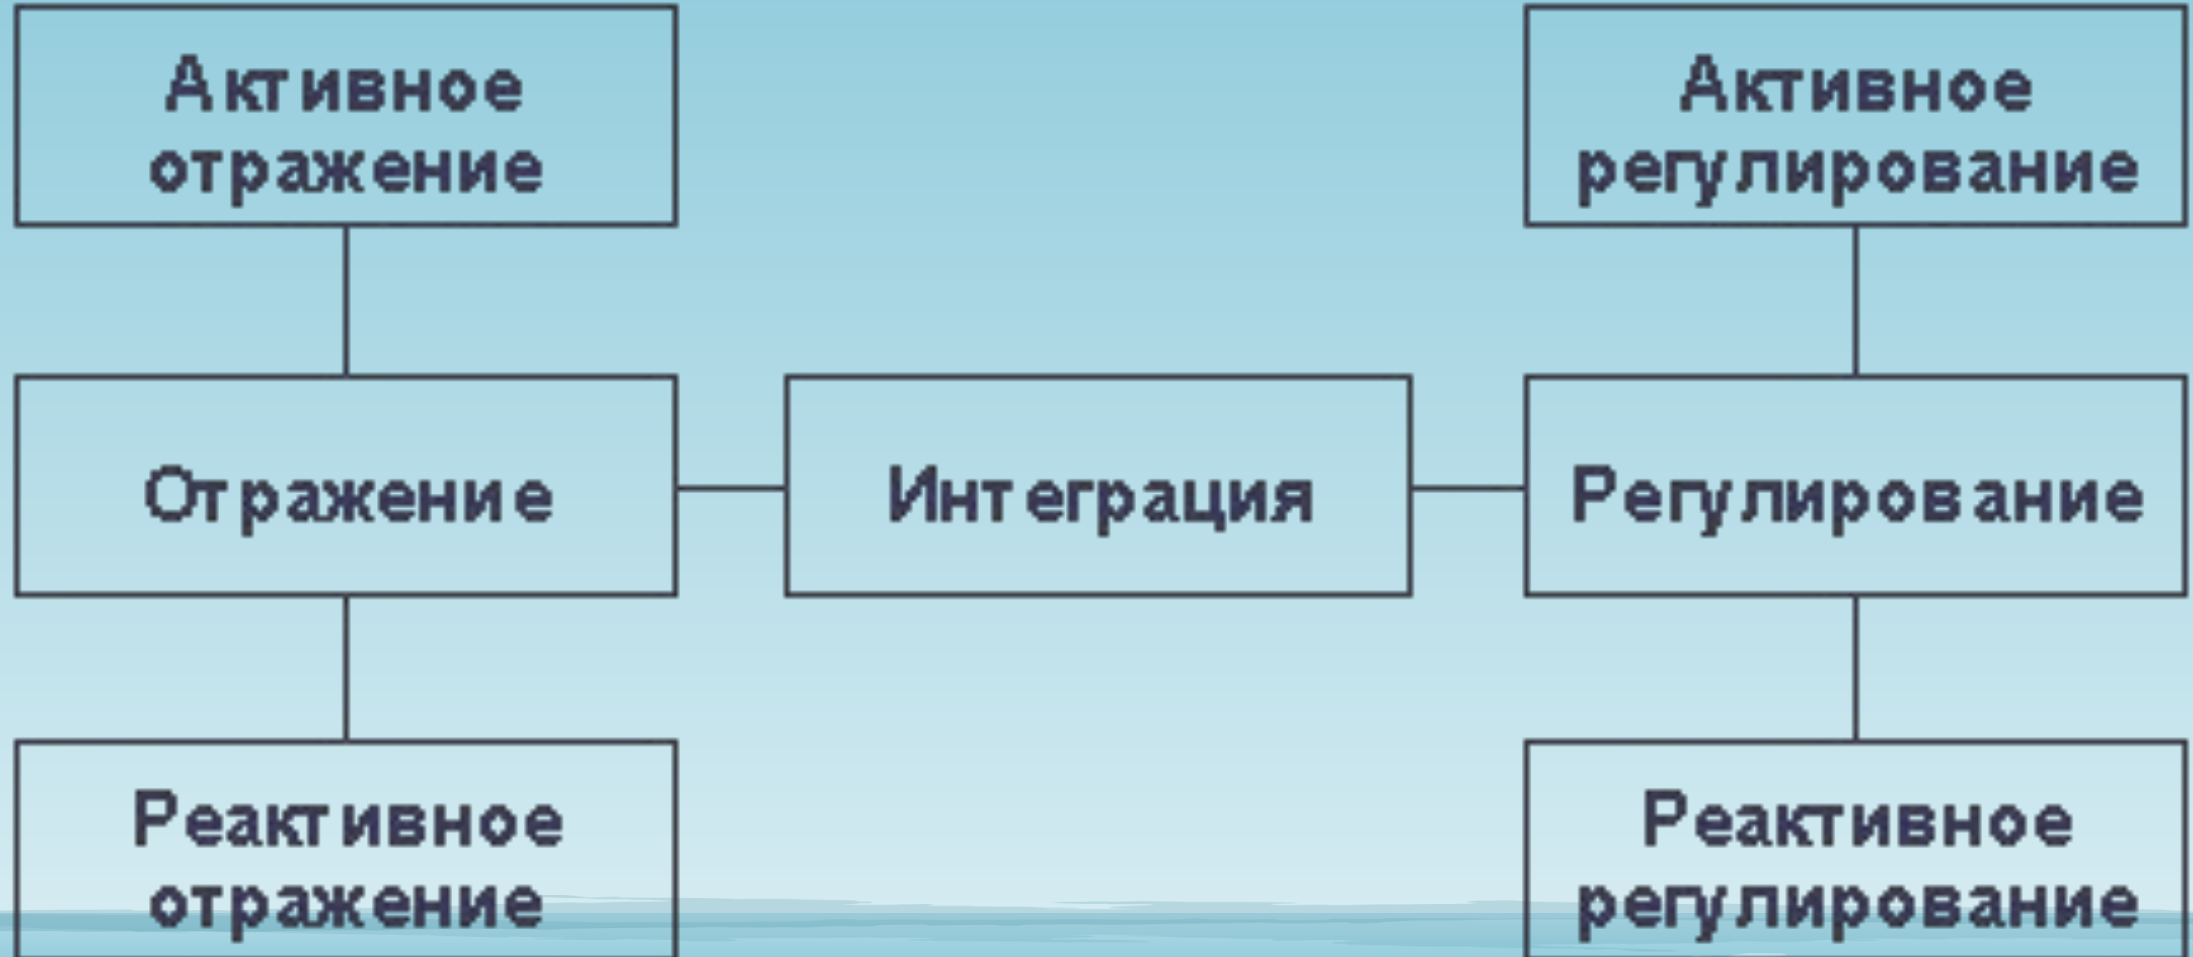 Активное
отражение
Активное
регулирование
Отражение
Интеграция
Регулирование
Реактивное
отражение
Реактивное
регулирование